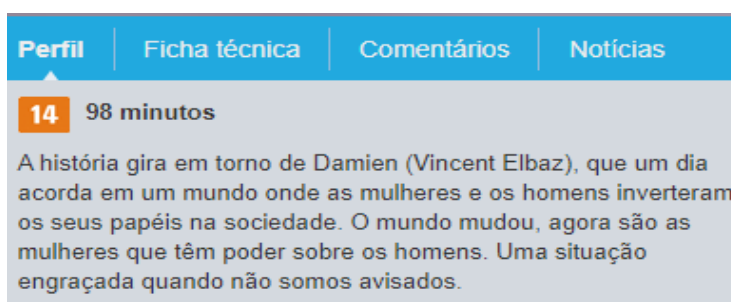 Perfil Ficha técnica Comentários Notícias
14 98 minutos
A história gira em torno de Damien (Vincent Elbaz), que um dia
acorda em um mundo onde as mulheres e os homens inverteram
os seus papéis na sociedade. O mundo mudou, agora são as
mulheres que têm poder sobre os homens. Uma situação
engraçada quando não somos avisados.